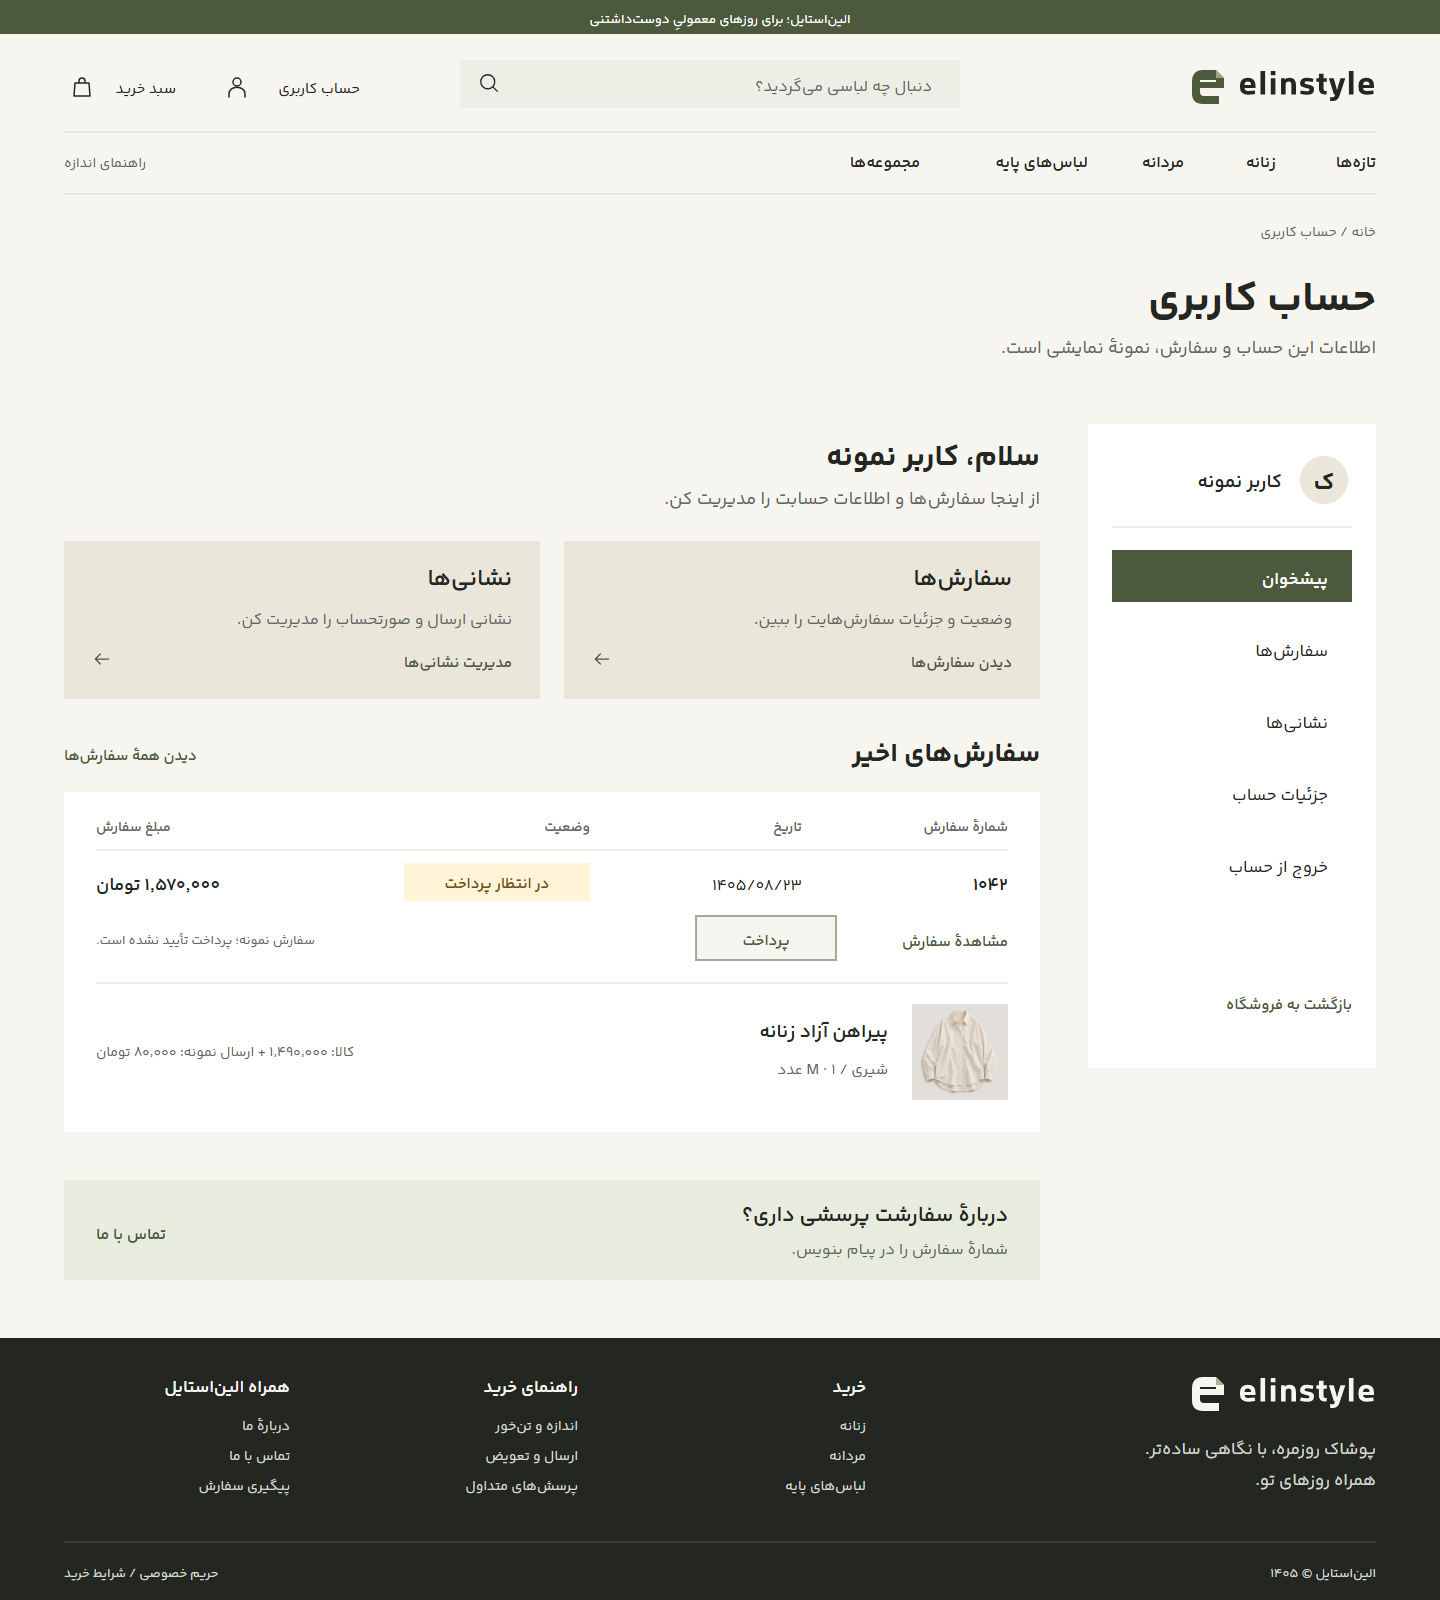 الین‌استایل؛ برای روزهای معمولیِ دوست‌داشتنی
elinstyle
دنبال چه لباسی می‌گردید؟
حساب کاربری
سبد خرید
تازه‌ها
زنانه
مردانه
لباس‌های پایه
مجموعه‌ها
راهنمای اندازه
خانه / حساب کاربری
حساب کاربری
اطلاعات این حساب و سفارش، نمونهٔ نمایشی است.
ک
کاربر نمونه
پیشخوان
سفارش‌ها
نشانی‌ها
جزئیات حساب
خروج از حساب
بازگشت به فروشگاه
سلام، کاربر نمونه
از اینجا سفارش‌ها و اطلاعات حسابت را مدیریت کن.
سفارش‌ها
وضعیت و جزئیات سفارش‌هایت را ببین.
دیدن سفارش‌ها
نشانی‌ها
نشانی ارسال و صورتحساب را مدیریت کن.
مدیریت نشانی‌ها
سفارش‌های اخیر
دیدن همهٔ سفارش‌ها
شمارهٔ سفارش
تاریخ
وضعیت
مبلغ سفارش
۱۰۴۲
۱۴۰۵/۰۸/۲۳
در انتظار پرداخت
۱,۵۷۰,۰۰۰ تومان
مشاهدهٔ سفارش
پرداخت
سفارش نمونه؛ پرداخت تأیید نشده است.
پیراهن آزاد زنانه
شیری / M · ۱ عدد
کالا: ۱,۴۹۰,۰۰۰ + ارسال نمونه: ۸۰,۰۰۰ تومان
دربارهٔ سفارشت پرسشی داری؟
شمارهٔ سفارش را در پیام بنویس.
تماس با ما
elinstyle
پوشاک روزمره، با نگاهی ساده‌تر.
همراه روزهای تو.
خرید
زنانه
مردانه
لباس‌های پایه
راهنمای خرید
اندازه و تن‌خور
ارسال و تعویض
پرسش‌های متداول
همراه الین‌استایل
دربارهٔ ما
تماس با ما
پیگیری سفارش
الین‌استایل © ۱۴۰۵
حریم خصوصی / شرایط خرید